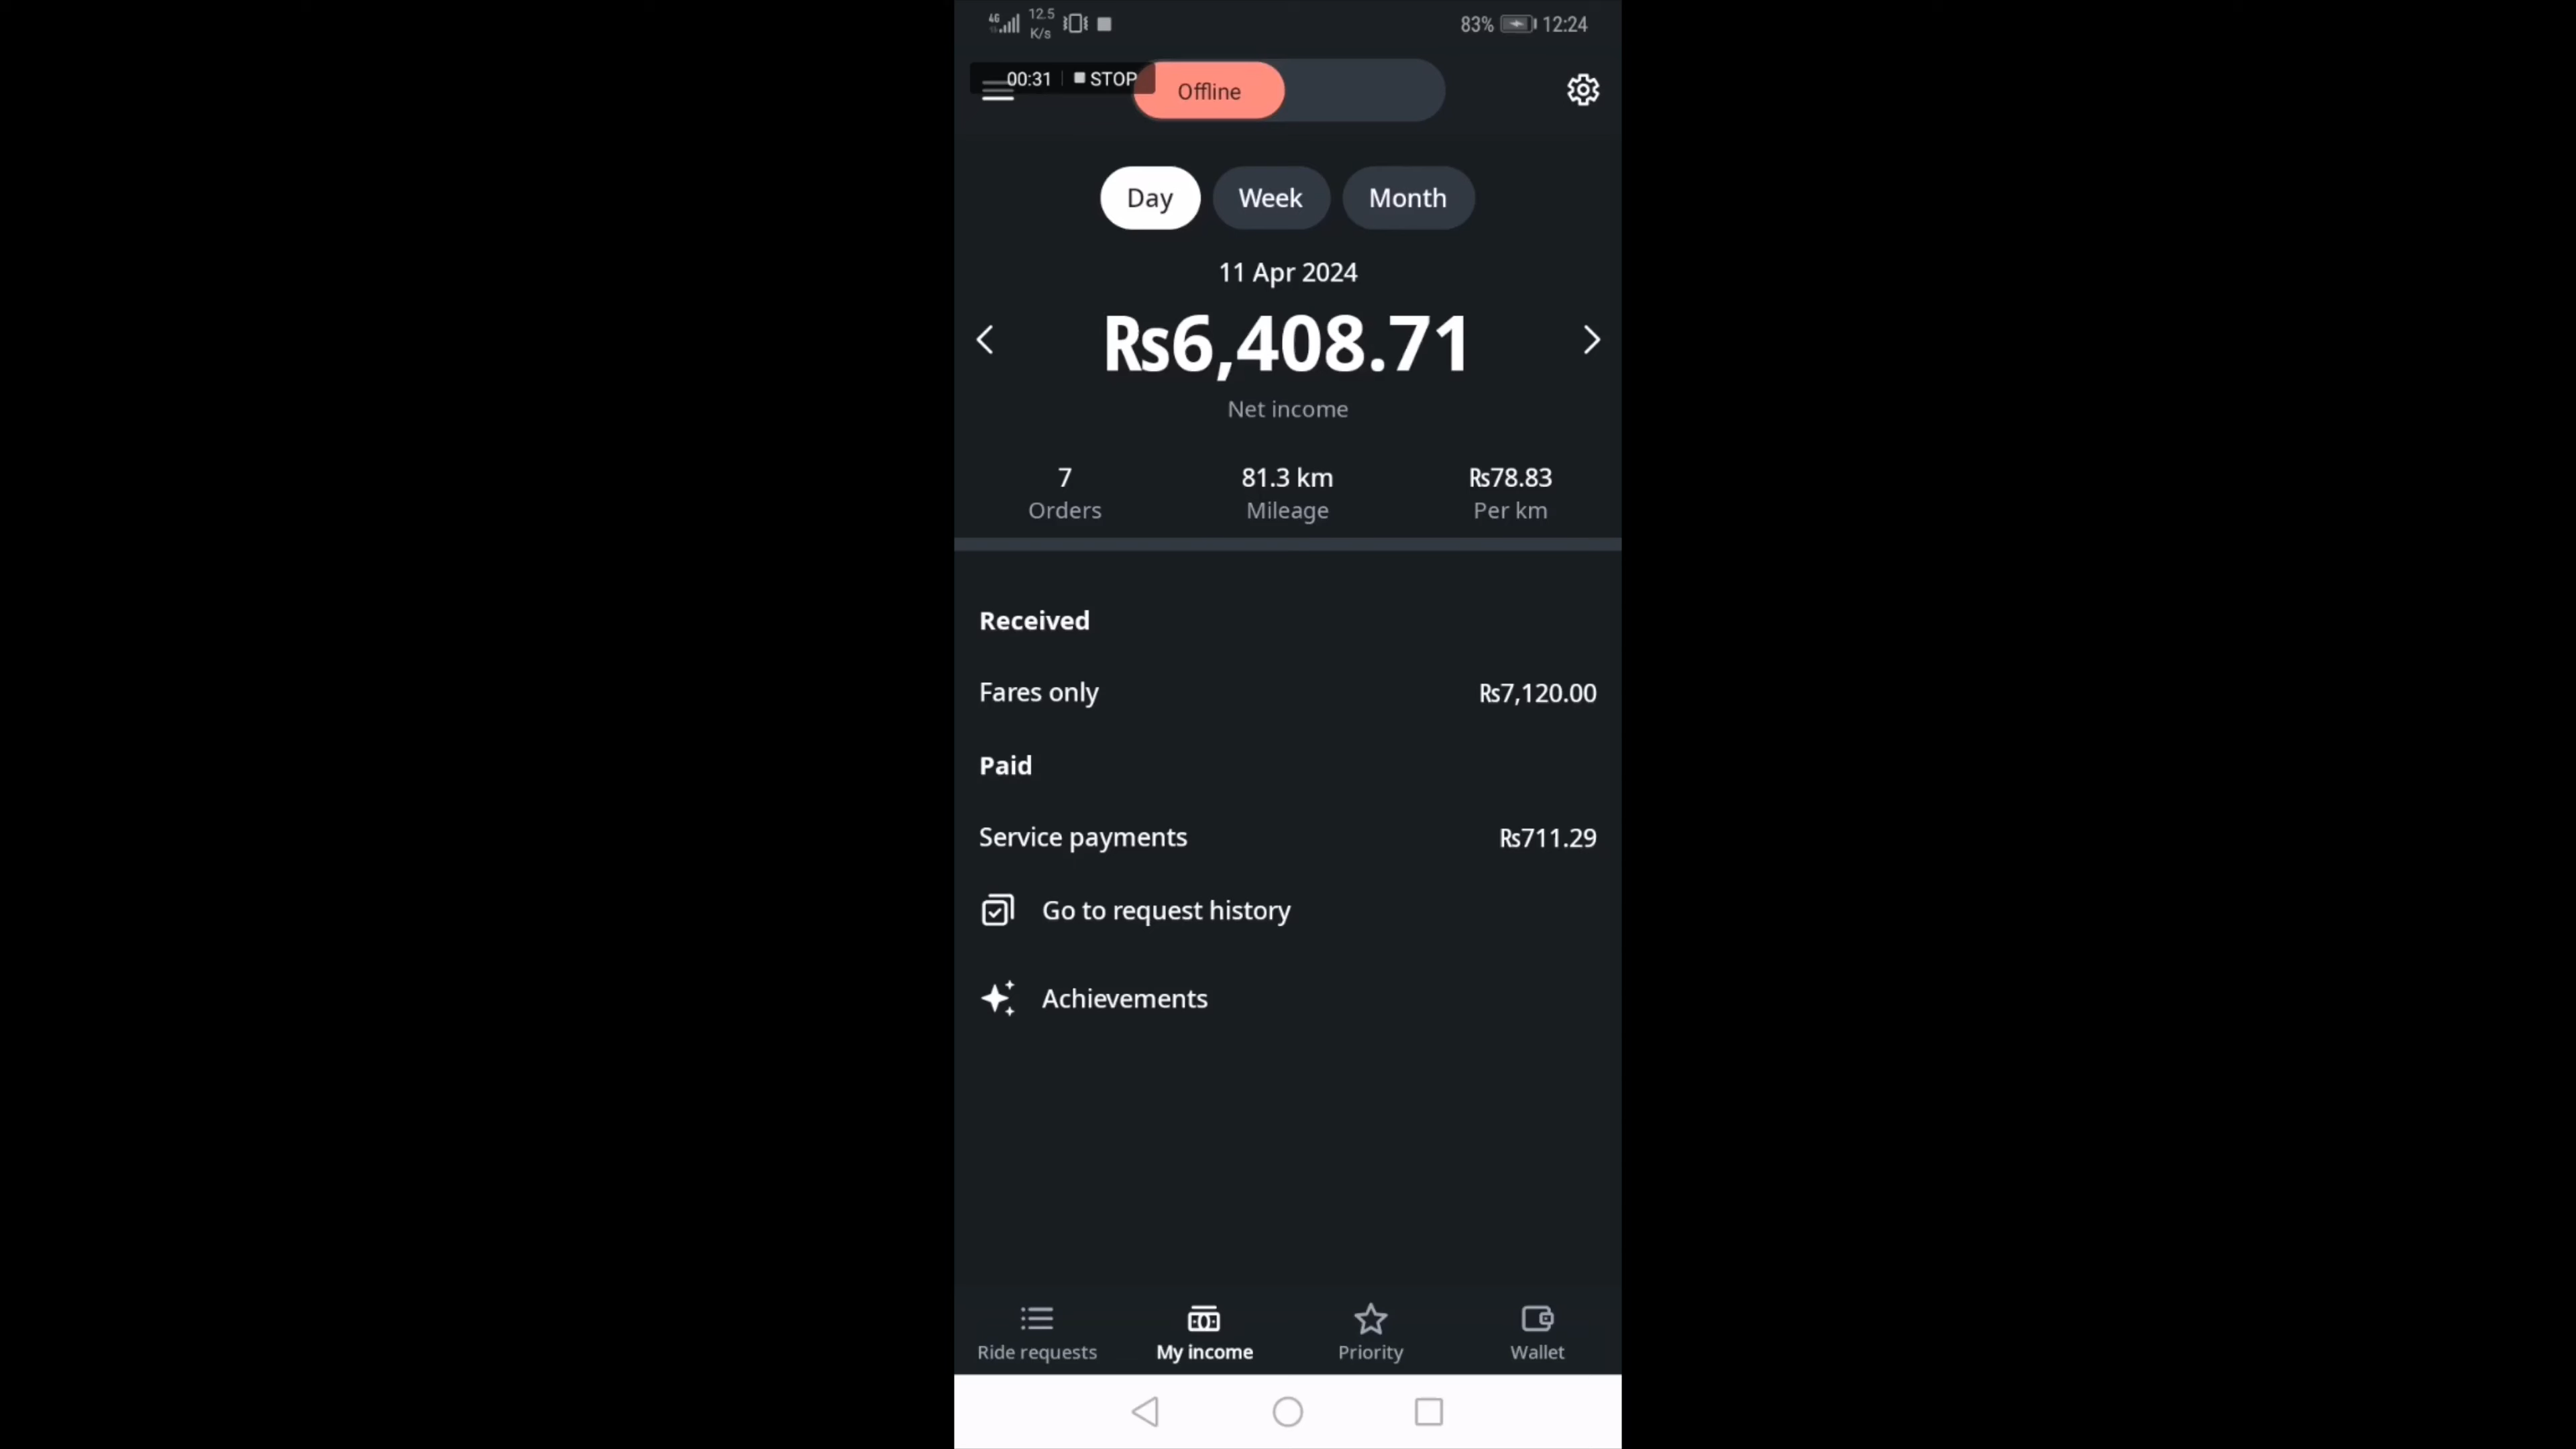 4G 12.5 K/s 83% 12:24
00:31 STOP Offline
Day Week Month
11 Apr 2024
₨6,408.71
Net income
7 81.3 km ₨78.83
Orders Mileage Per km
Received
Fares only ₨7,120.00
Paid
Service payments ₨711.29
Go to request history
Achievements
Ride requests My income Priority Wallet